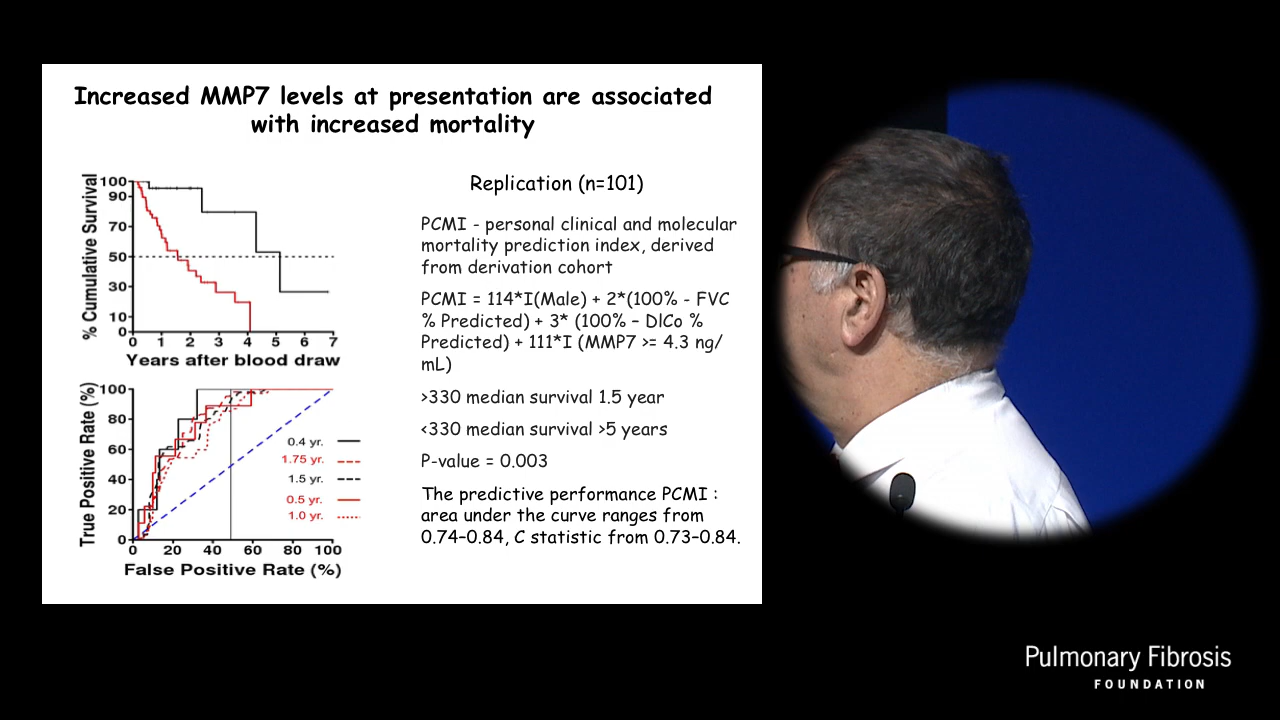 Increased MMP7 levels at presentation are associated
with increased mortality
% Cumulative Survival
100
90
70
50
30
10
0
0 1 2 3 4 5 6 7
Years after blood draw
True Positive Rate (%)
100
80
60
40
20
0
0.4 yr.
1.75 yr.
1.5 yr.
0.5 yr.
1.0 yr.
0 20 40 60 80 100
False Positive Rate (%)
Replication (n=101)
PCMI - personal clinical and molecular
mortality prediction index, derived
from derivation cohort
PCMI = 114*I(Male) + 2*(100% - FVC
% Predicted) + 3* (100% – DlCo %
Predicted) + 111*I (MMP7 >= 4.3 ng/
mL)
>330 median survival 1.5 year
<330 median survival >5 years
P-value = 0.003
The predictive performance PCMI :
area under the curve ranges from
0.74–0.84, C statistic from 0.73–0.84.
Pulmonary Fibrosis
FOUNDATION